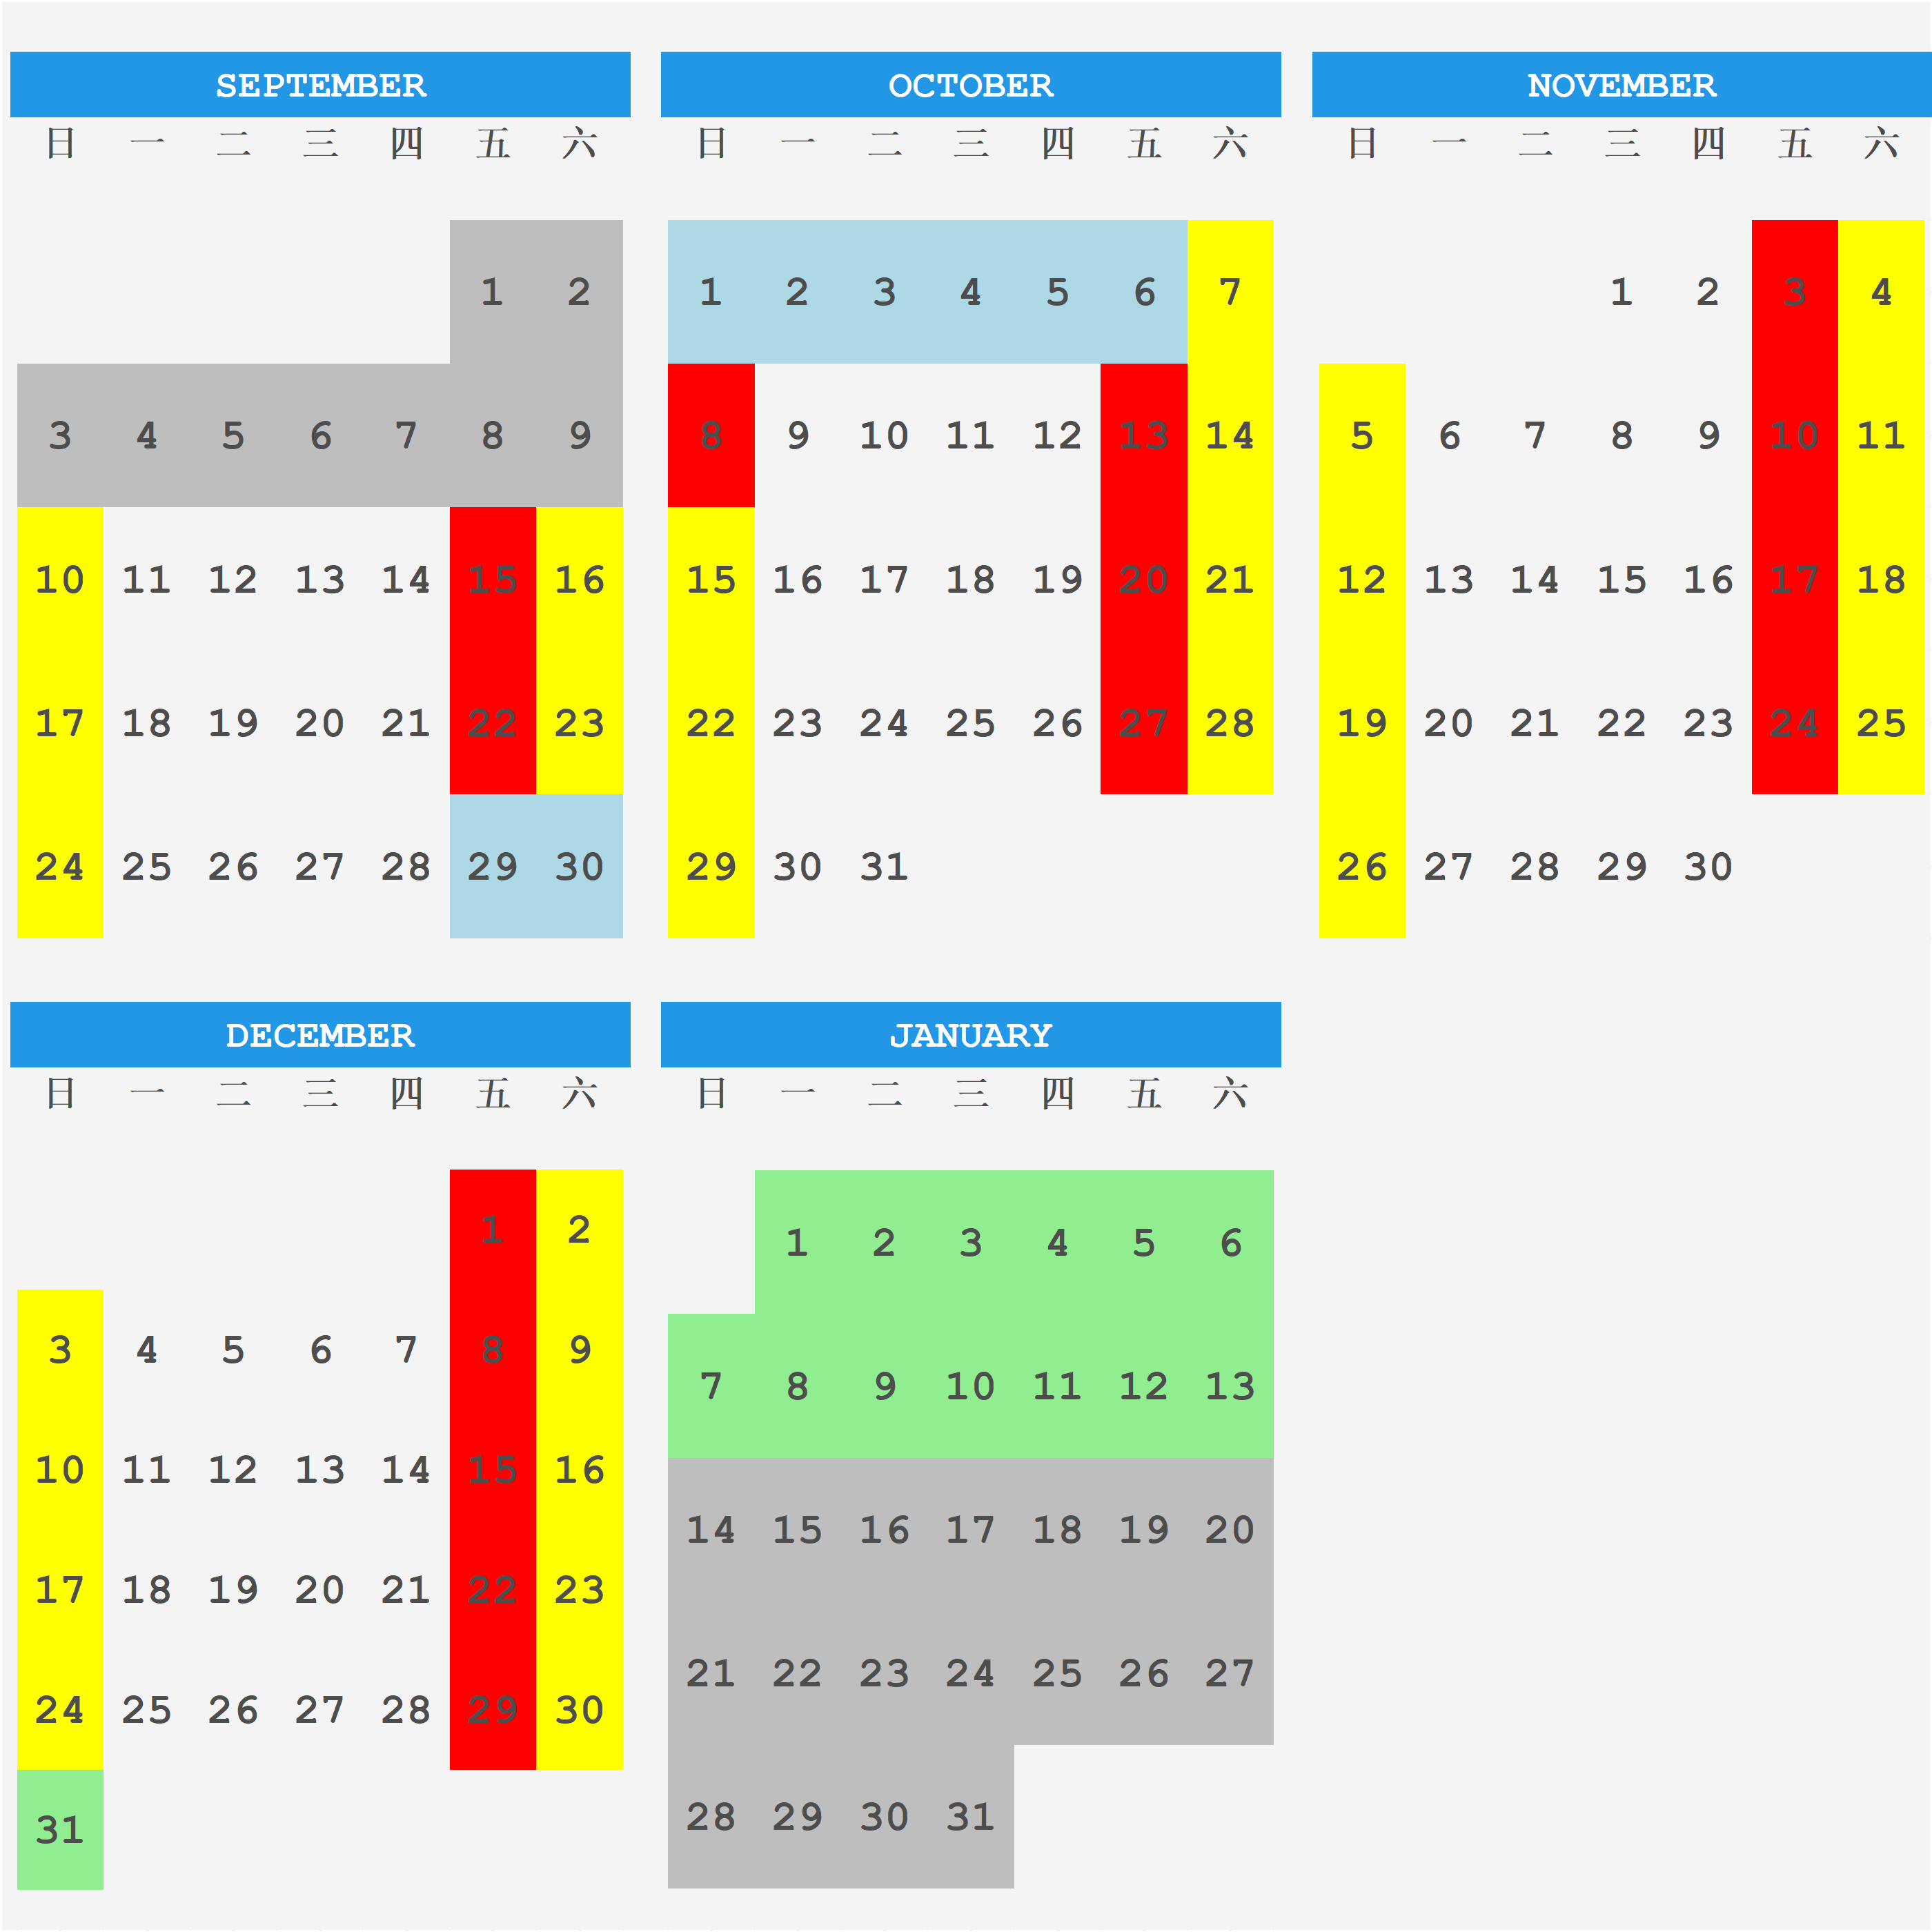 SEPTEMBER
日 一 二 三 四 五 六
1 2
3 4 5 6 7 8 9
10 11 12 13 14 15 16
17 18 19 20 21 22 23
24 25 26 27 28 29 30
OCTOBER
日 一 二 三 四 五 六
1 2 3 4 5 6 7
8 9 10 11 12 13 14
15 16 17 18 19 20 21
22 23 24 25 26 27 28
29 30 31
NOVEMBER
日 一 二 三 四 五 六
1 2 3 4
5 6 7 8 9 10 11
12 13 14 15 16 17 18
19 20 21 22 23 24 25
26 27 28 29 30
DECEMBER
日 一 二 三 四 五 六
1 2
3 4 5 6 7 8 9
10 11 12 13 14 15 16
17 18 19 20 21 22 23
24 25 26 27 28 29 30
31
JANUARY
日 一 二 三 四 五 六
1 2 3 4 5 6
7 8 9 10 11 12 13
14 15 16 17 18 19 20
21 22 23 24 25 26 27
28 29 30 31